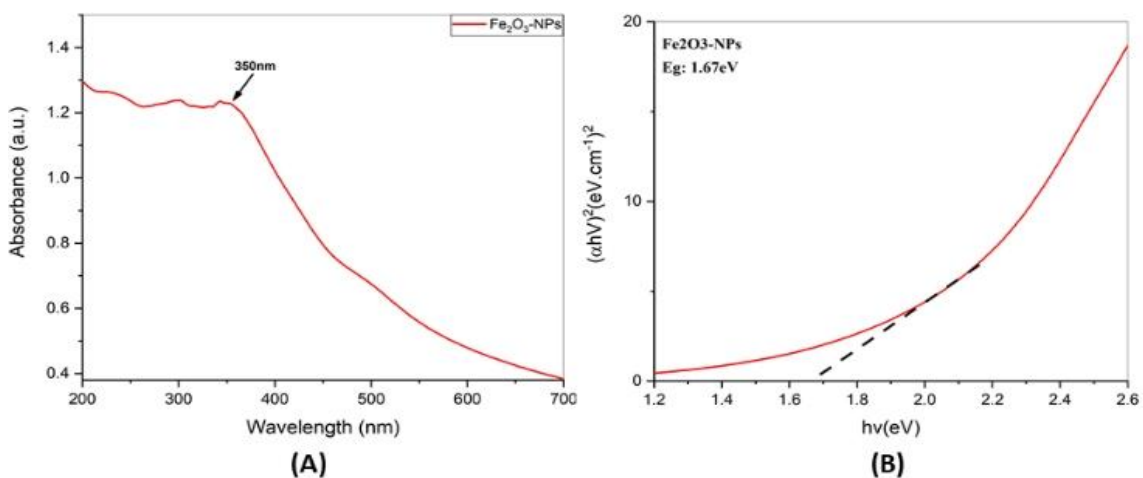 Fe₂O₃-NPs
350nm
1.4
1.2
1.0
0.8
0.6
0.4
Absorbance (a.u.)
200 300 400 500 600 700
Wavelength (nm)
(A)
Fe2O3-NPs
Eg: 1.67eV
20
10
0
(αhV)²(eV.cm⁻¹)²
1.2 1.4 1.6 1.8 2.0 2.2 2.4 2.6
hv(eV)
(B)